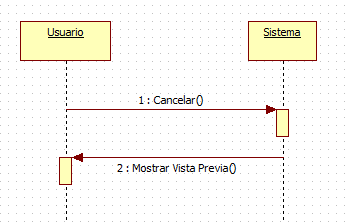 Usuario
Sistema
1 : Cancelar()
2 : Mostrar Vista Previa()